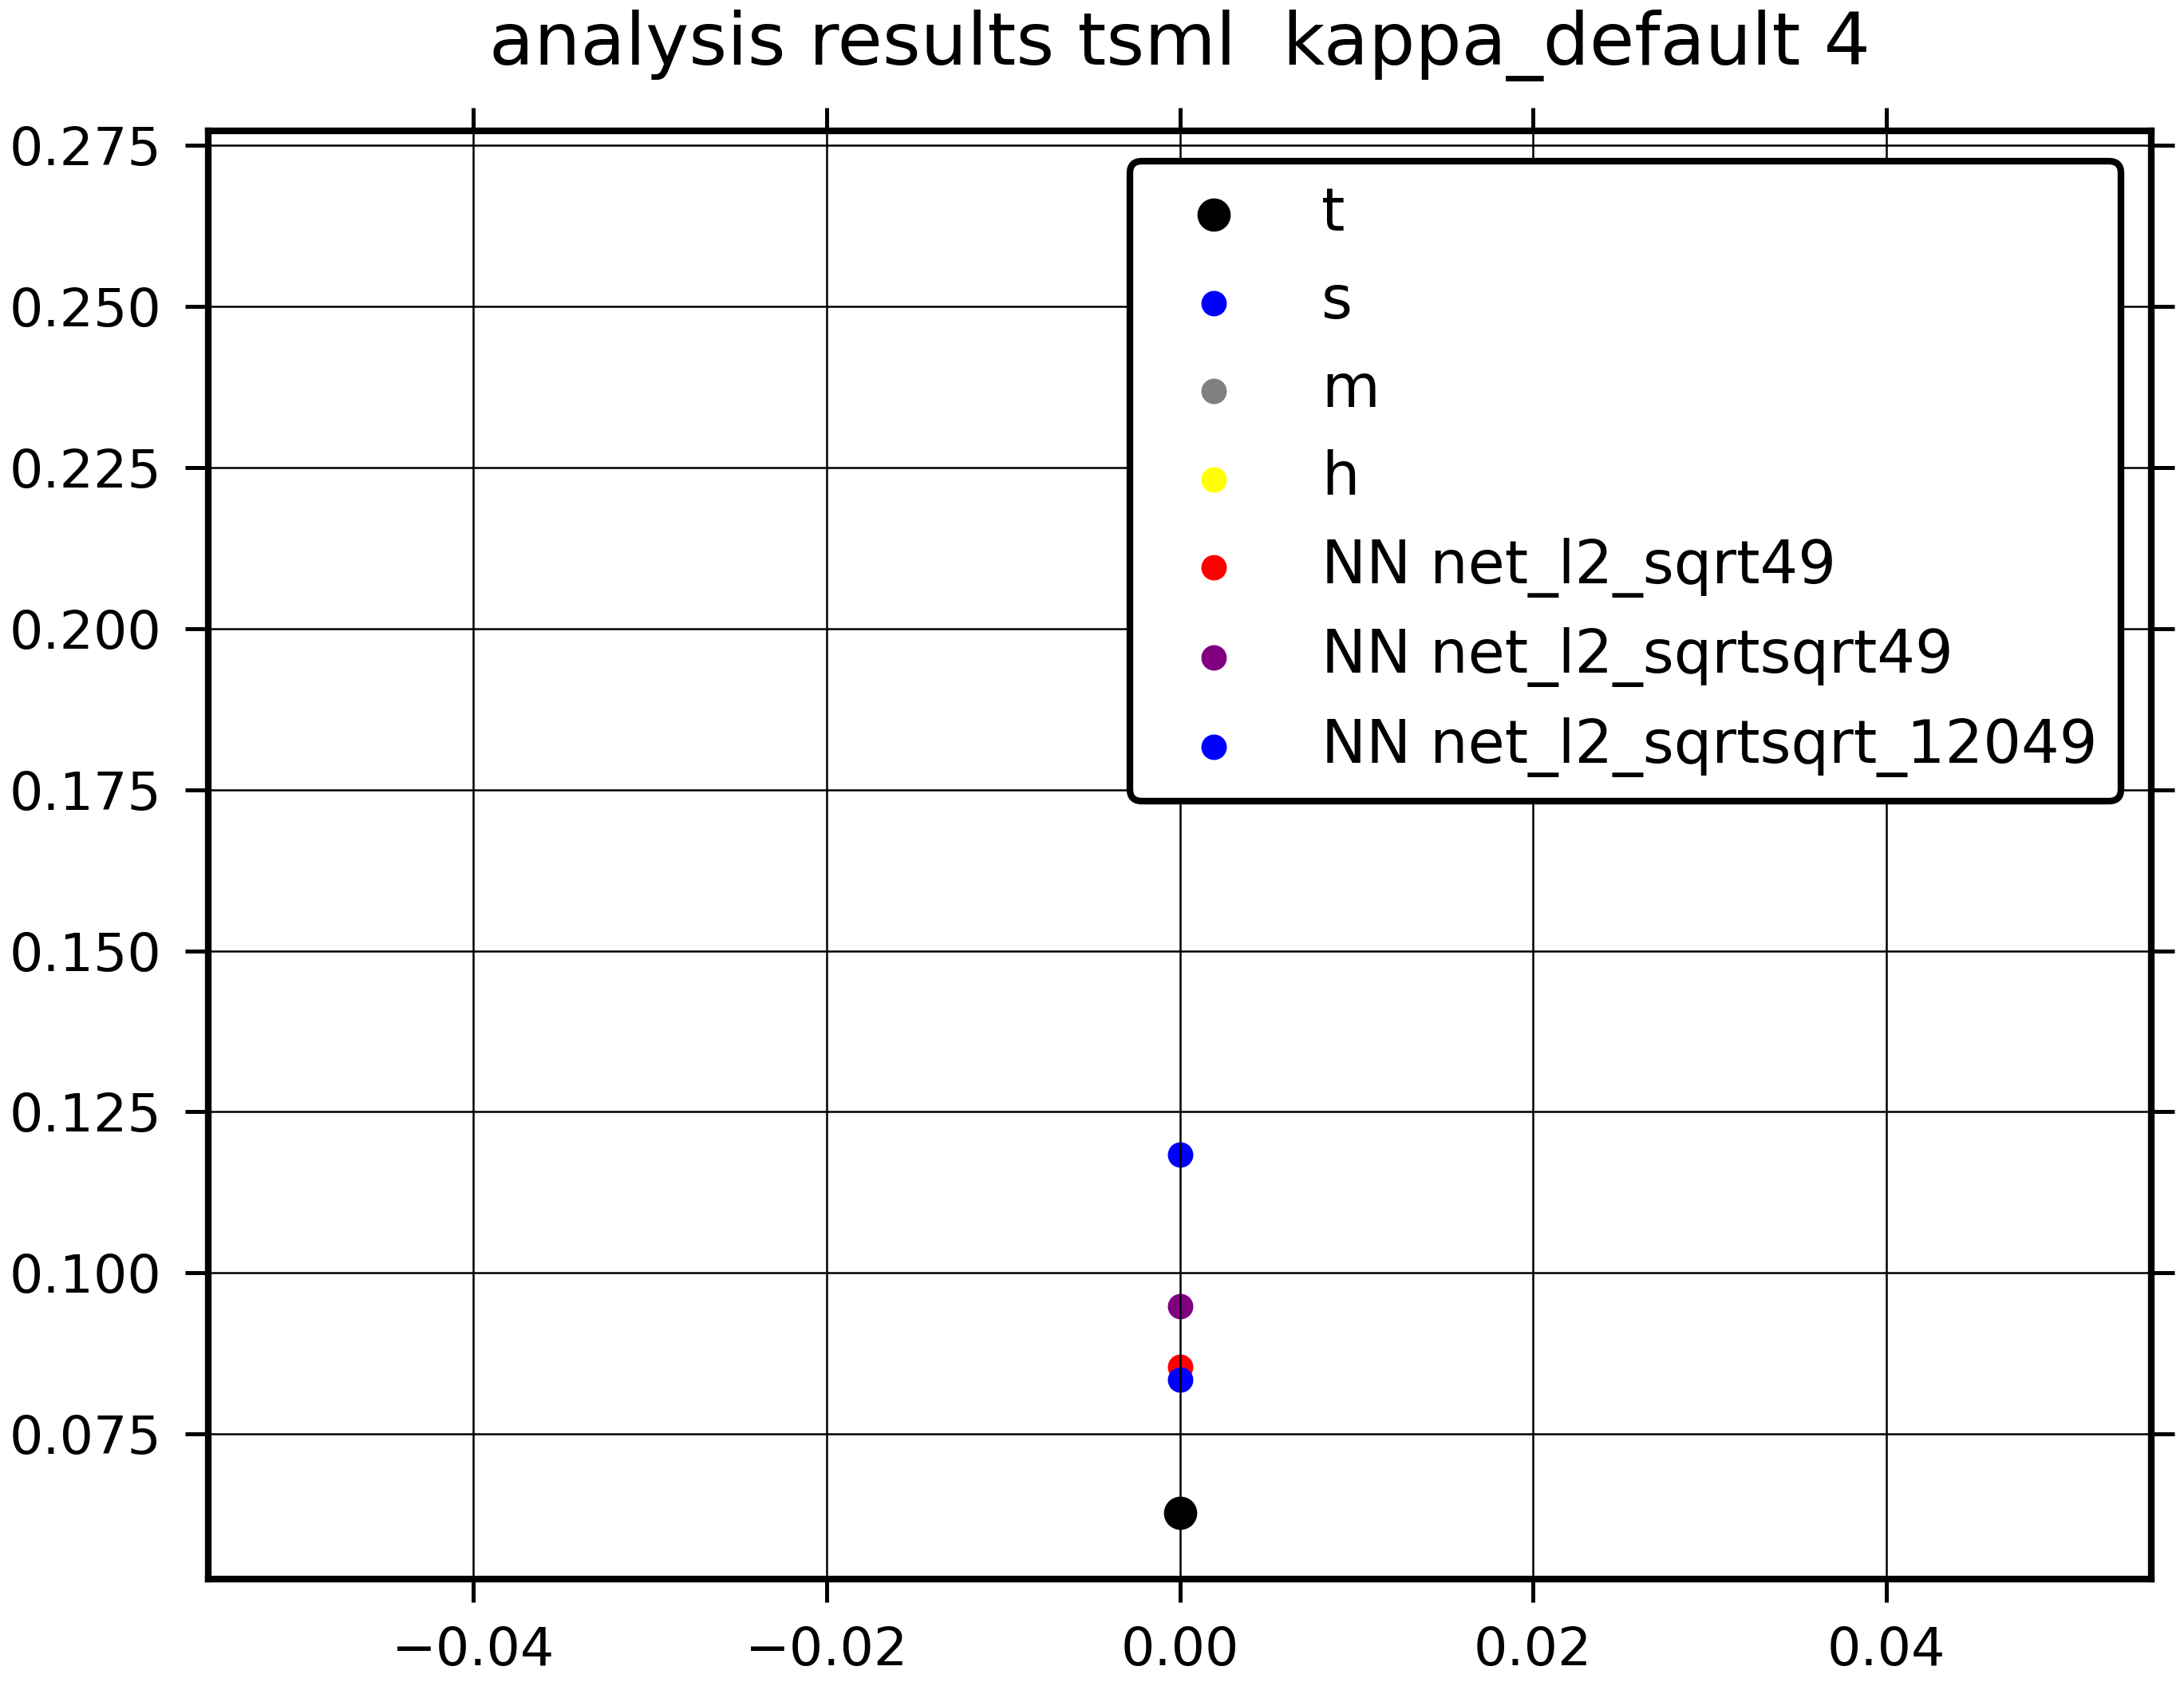 analysis results tsml  kappa_default 4
0.275
0.250
0.225
0.200
0.175
0.150
0.125
0.100
0.075
t
s
m
h
NN net_l2_sqrt49
NN net_l2_sqrtsqrt49
NN net_l2_sqrtsqrt_12049
−0.04
−0.02
0.00
0.02
0.04